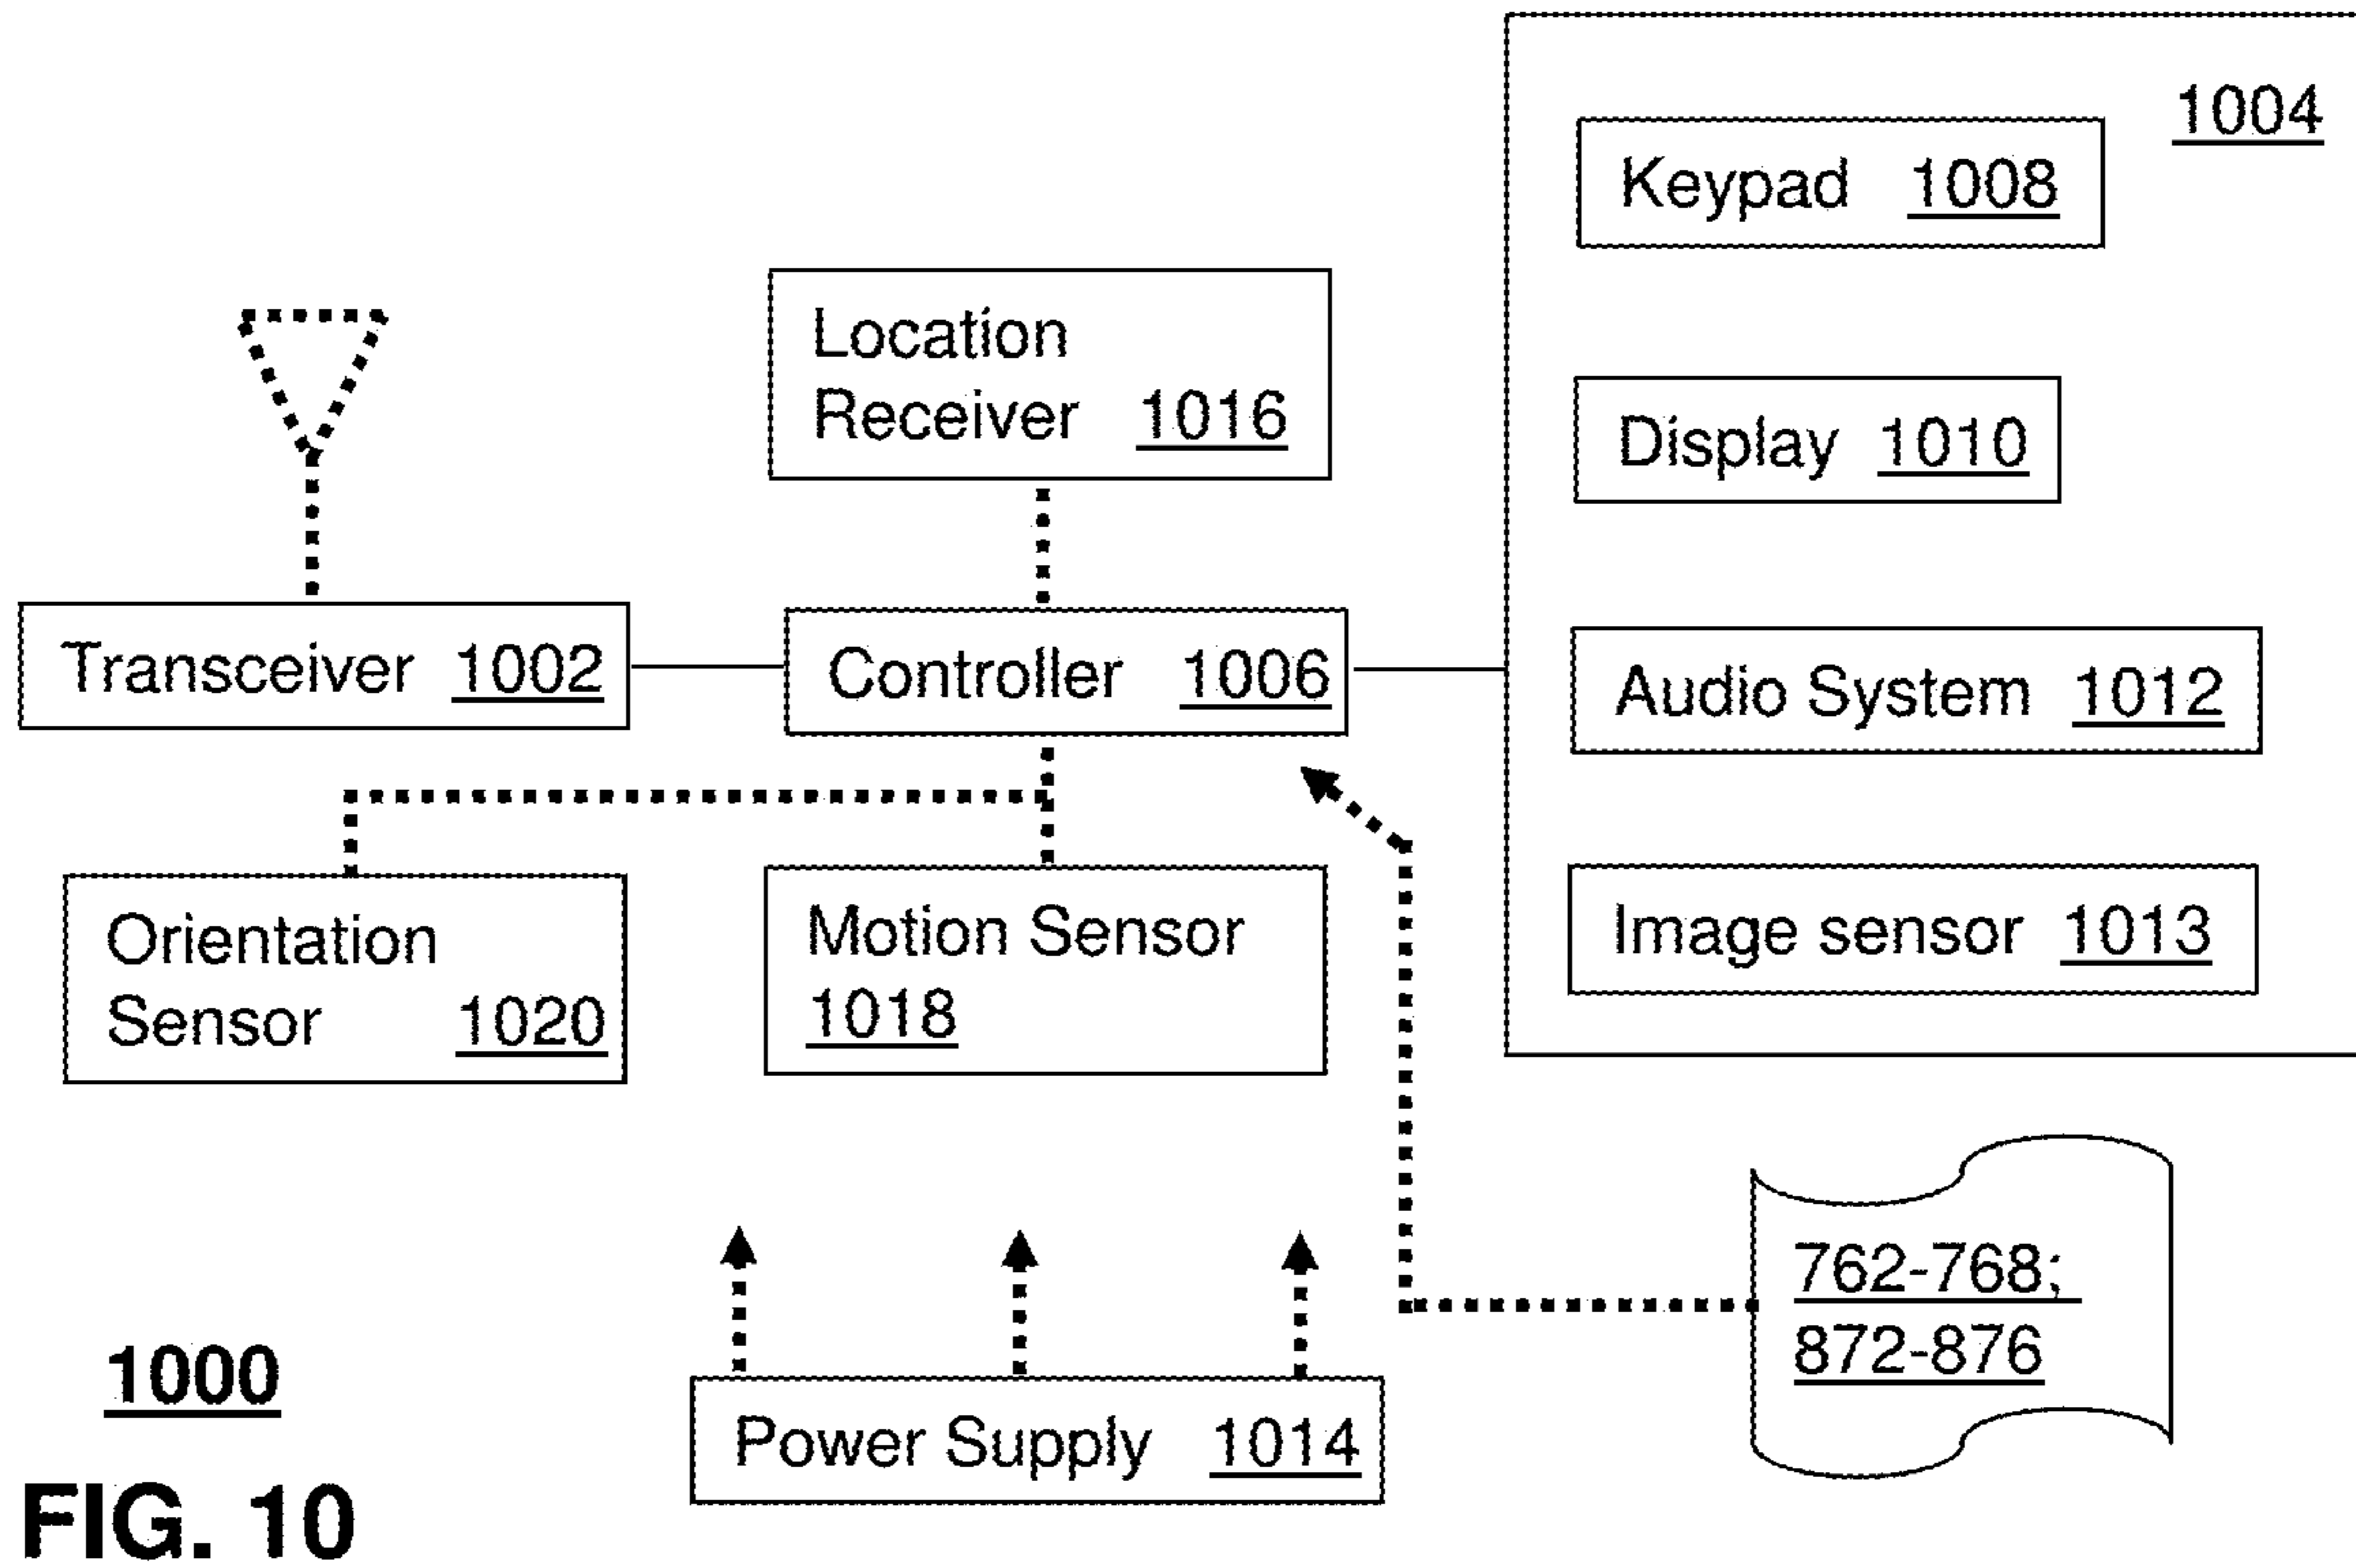 1004
Keypad 1008
Location
Receiver 1016
Display 1010
Transceiver 1002
Controller 1006
Audio System 1012
Orientation
Sensor 1020
Motion Sensor
1018
Image sensor 1013
762-768;
872-876
Power Supply 1014
1000
FIG. 10